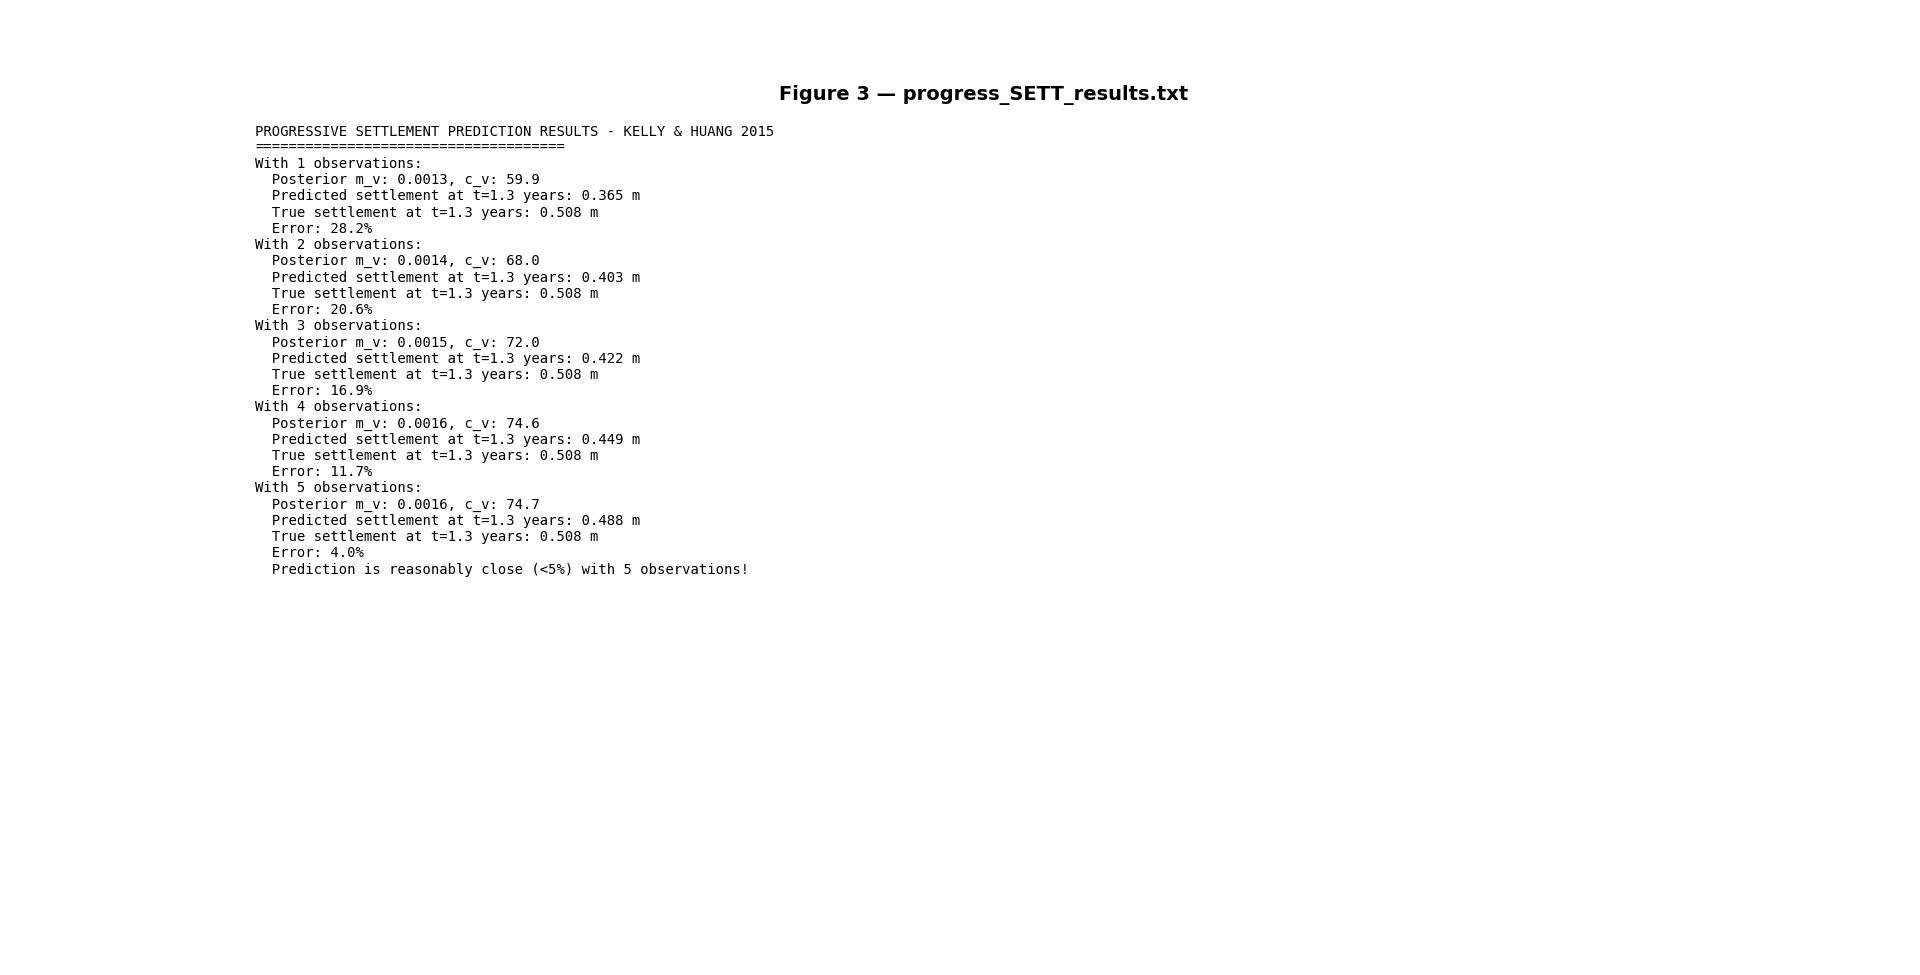 Figure 3 — progress_SETT_results.txt
PROGRESSIVE SETTLEMENT PREDICTION RESULTS - KELLY & HUANG 2015
=====================================
With 1 observations:
  Posterior m_v: 0.0013, c_v: 59.9
  Predicted settlement at t=1.3 years: 0.365 m
  True settlement at t=1.3 years: 0.508 m
  Error: 28.2%
With 2 observations:
  Posterior m_v: 0.0014, c_v: 68.0
  Predicted settlement at t=1.3 years: 0.403 m
  True settlement at t=1.3 years: 0.508 m
  Error: 20.6%
With 3 observations:
  Posterior m_v: 0.0015, c_v: 72.0
  Predicted settlement at t=1.3 years: 0.422 m
  True settlement at t=1.3 years: 0.508 m
  Error: 16.9%
With 4 observations:
  Posterior m_v: 0.0016, c_v: 74.6
  Predicted settlement at t=1.3 years: 0.449 m
  True settlement at t=1.3 years: 0.508 m
  Error: 11.7%
With 5 observations:
  Posterior m_v: 0.0016, c_v: 74.7
  Predicted settlement at t=1.3 years: 0.488 m
  True settlement at t=1.3 years: 0.508 m
  Error: 4.0%
  Prediction is reasonably close (<5%) with 5 observations!